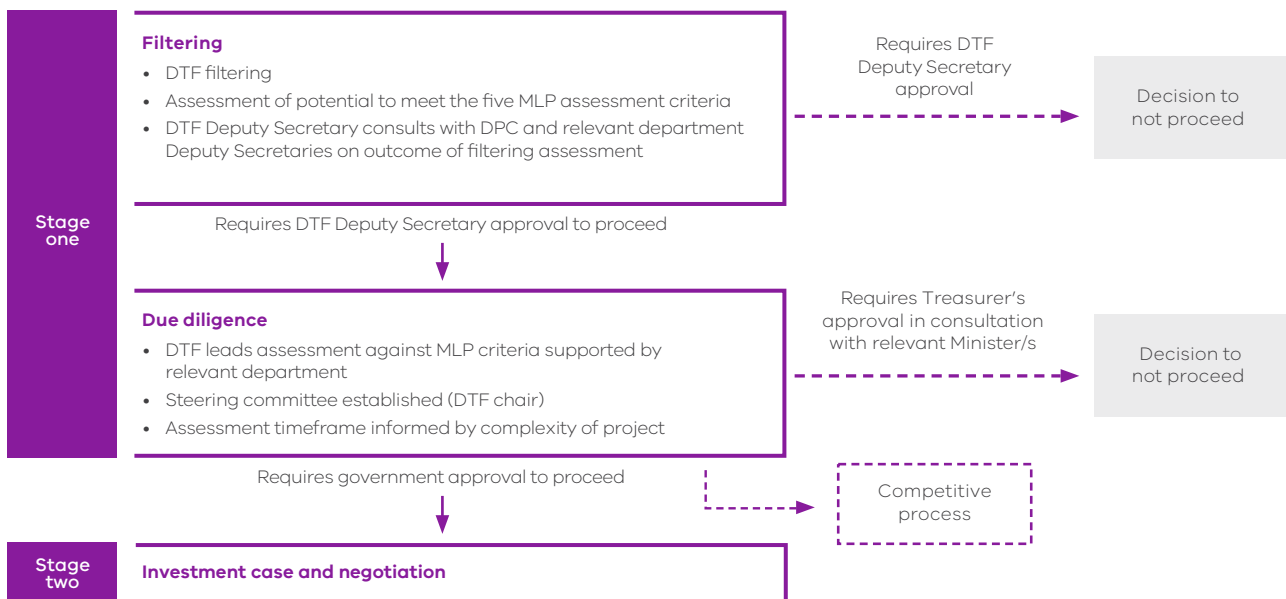 Stage
one
Filtering
• DTF filtering
• Assessment of potential to meet the five MLP assessment criteria
• DTF Deputy Secretary consults with DPC and relevant department
Deputy Secretaries on outcome of filtering assessment
Requires DTF
Deputy Secretary
approval
Decision to
not proceed
Requires DTF Deputy Secretary approval to proceed
Due diligence
• DTF leads assessment against MLP criteria supported by
relevant department
• Steering committee established (DTF chair)
• Assessment timeframe informed by complexity of project
Requires Treasurer’s
approval in consultation
with relevant Minister/s
Decision to
not proceed
Requires government approval to proceed
Competitive
process
Stage
two
Investment case and negotiation